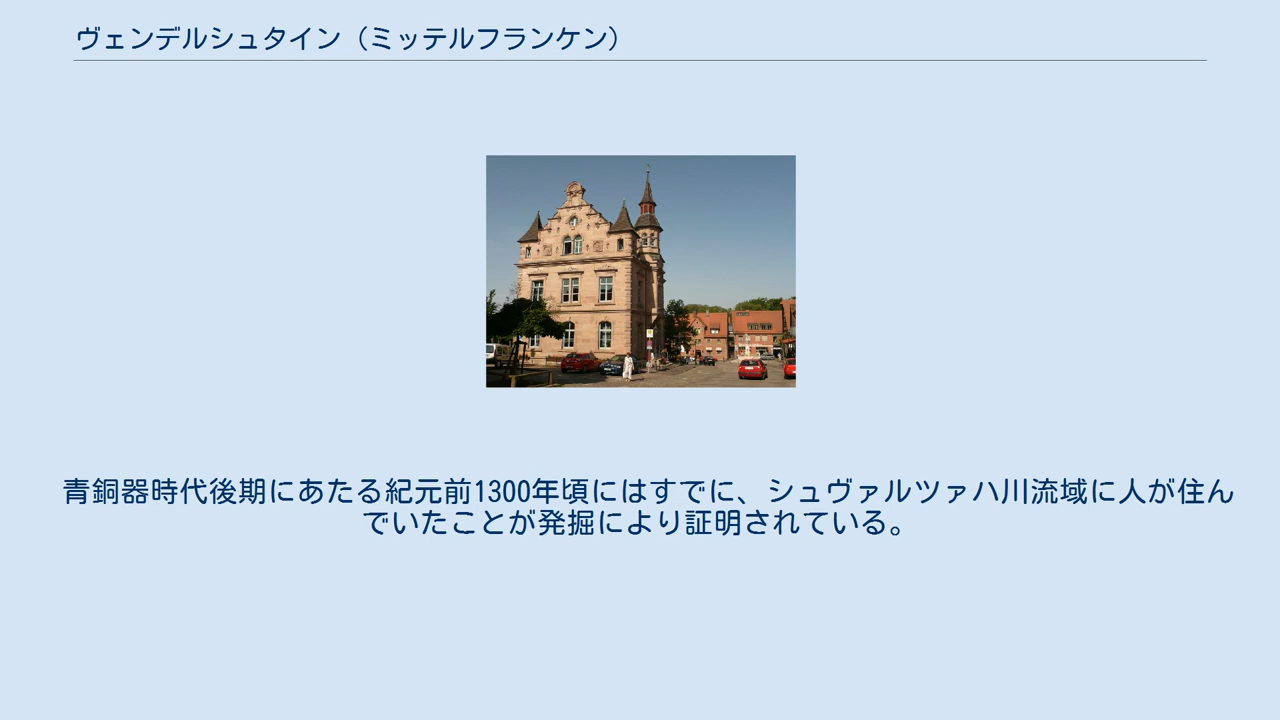 ヴェンデルシュタイン（ミッテルフランケン）
青銅器時代後期にあたる紀元前1300年頃にはすでに、シュヴァルツァハ川流域に人が住ん
でいたことが発掘により証明されている。